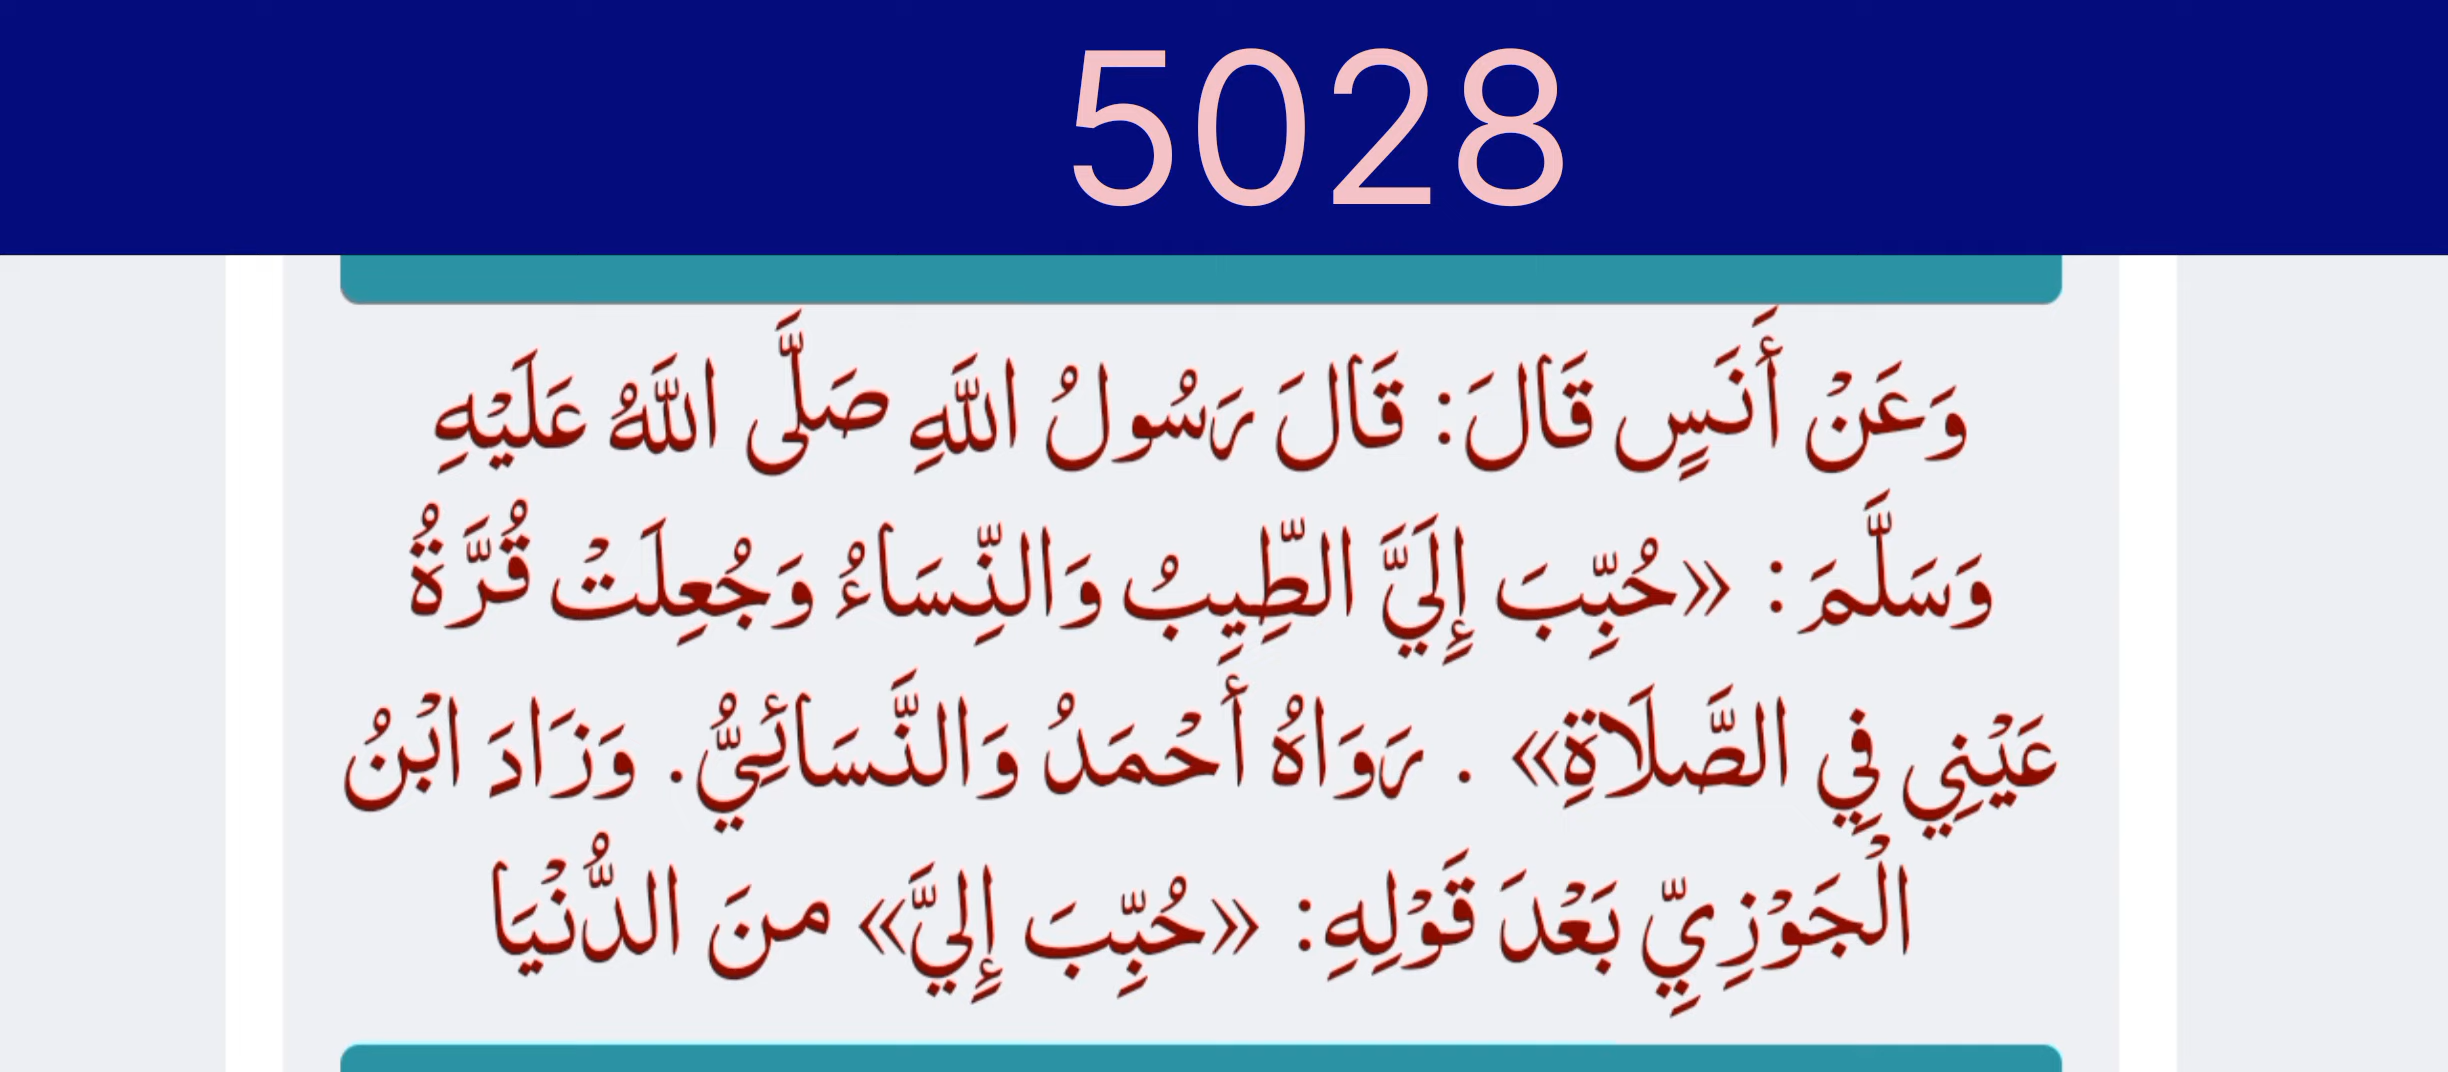 5028
وَعَنْ أَنَسٍ قَالَ: قَالَ رَسُولُ اللَّهِ صَلَّى اللَّهُ عَلَيْهِ
وَسَلَّمَ: «حُبِّبَ إِلَيَّ الطِّيبُ وَالنِّسَاءُ وَجُعِلَتْ قُرَّةُ
عَيْنِي فِي الصَّلَاةِ» . رَوَاهُ أَحْمَدُ وَالنَّسَائِيُّ. وَزَادَ ابْنُ
الْجَوْزِيِّ بَعْدَ قَوْلِهِ: «حُبِّبَ إِليَّ» منَ الدُّنْيَا